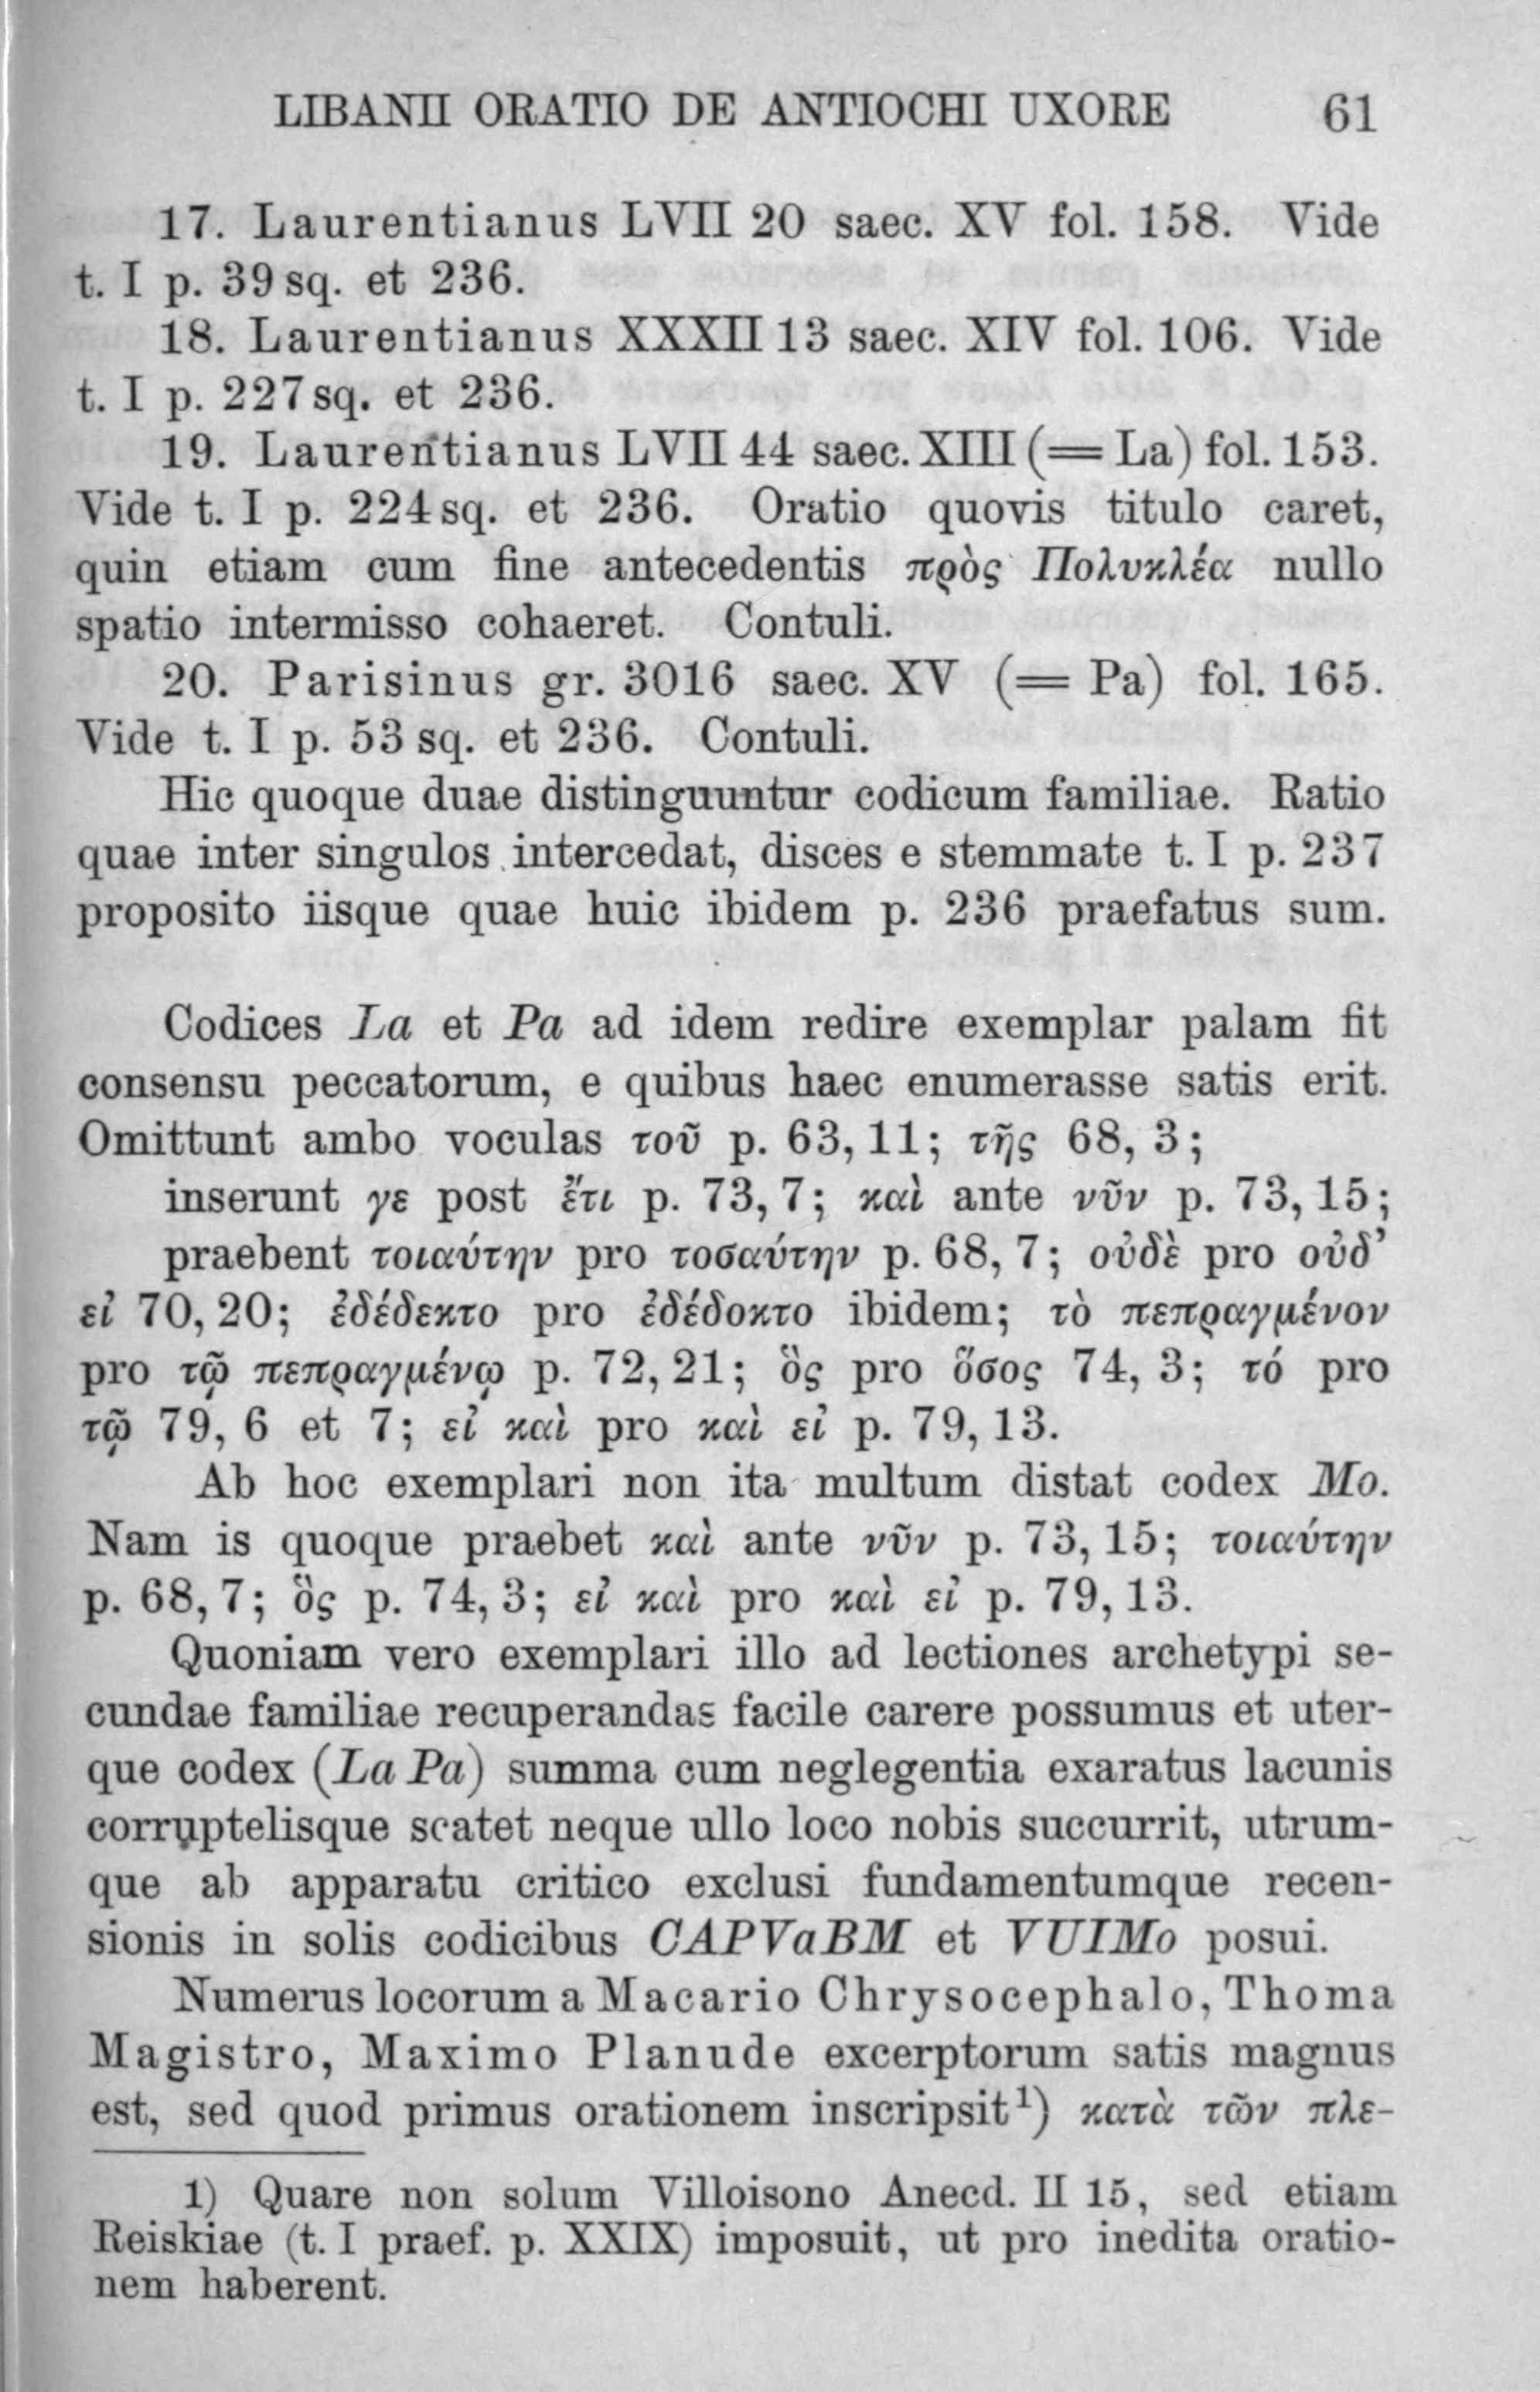 LIBANII ORATIO DE ANTIOCHI UXORE 61
17. Laurentianus LVII 20 saec. XV fol. 158. Vide
t. I p. 39 sq. et 236.
18. Laurentianus XXXII 13 saec. XIV fol. 106. Vide
t. I p. 227 sq. et 236.
19. Laurentianus LVII 44 saec. XIII (= La) fol. 153.
Vide t. I p. 224 sq. et 236. Oratio quovis titulo caret,
quin etiam cum fine antecedentis πρὸς Πολυκλέα nullo
spatio intermisso cohaeret. Contuli.
20. Parisinus gr. 3016 saec. XV (= Pa) fol. 165.
Vide t. I p. 53 sq. et 236. Contuli.
Hic quoque duae distinguuntur codicum familiae. Ratio
quae inter singulos intercedat, disces e stemmate t. I p. 237
proposito iisque quae huic ibidem p. 236 praefatus sum.
Codices La et Pa ad idem redire exemplar palam fit
consensu peccatorum, e quibus haec enumerasse satis erit.
Omittunt ambo voculas τοῦ p. 63, 11; τῆς 68, 3;
inserunt γε post ἔτι p. 73, 7; καὶ ante νῦν p. 73, 15;
praebent τοιαύτην pro τοσαύτην p. 68, 7; οὐδὲ pro οὐδ’
εἰ 70, 20; ἐδέδεκτο pro ἐδέδοκτο ibidem; τὸ πεπραγμένον
pro τῷ πεπραγμένῳ p. 72, 21; ὃς pro ὅσος 74, 3; τό pro
τῷ 79, 6 et 7; εἰ καὶ pro καὶ εἰ p. 79, 13.
Ab hoc exemplari non ita multum distat codex Mo.
Nam is quoque praebet καὶ ante νῦν p. 73, 15; τοιαύτην
p. 68, 7; ὃς p. 74, 3; εἰ καὶ pro καὶ εἰ p. 79, 13.
Quoniam vero exemplari illo ad lectiones archetypi se-
cundae familiae recuperandas facile carere possumus et uter-
que codex (La Pa) summa cum neglegentia exaratus lacunis
corruptelisque scatet neque ullo loco nobis succurrit, utrum-
que ab apparatu critico exclusi fundamentumque recen-
sionis in solis codicibus CAPVaBM et VUIMo posui.
Numerus locorum a Macario Chrysocephalo, Thoma
Magistro, Maximo Planude excerptorum satis magnus
est, sed quod primus orationem inscripsit¹) κατὰ τῶν πλε-
1) Quare non solum Villoisono Anecd. II 15, sed etiam
Reiskiae (t. I praef. p. XXIX) imposuit, ut pro inedita oratio-
nem haberent.